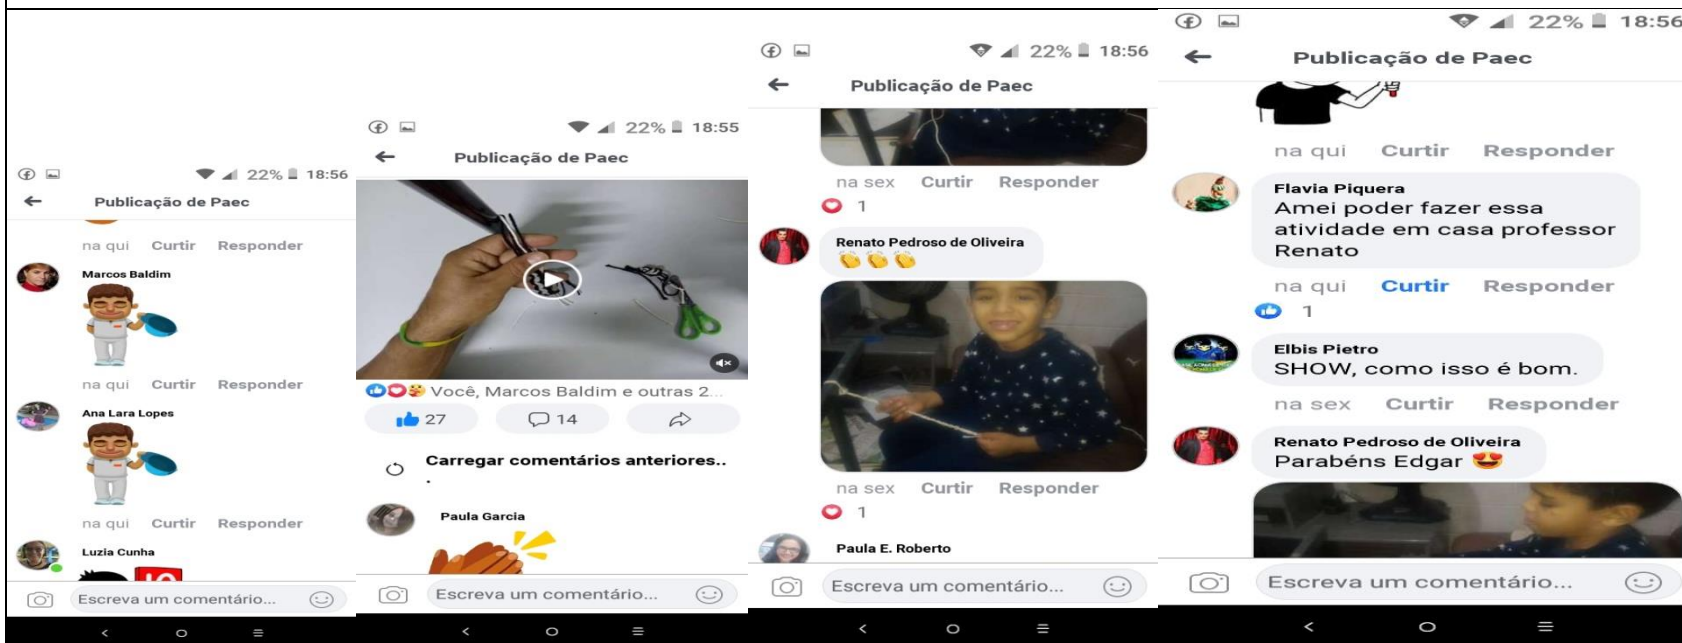 22% 18:56
Publicação de Paec
na qui Curtir Responder
Marcos Baldim
na qui Curtir Responder
Ana Lara Lopes
na qui Curtir Responder
Luzia Cunha
Escreva um comentário...
22% 18:55
Publicação de Paec
Você, Marcos Baldim e outras 2...
27 14
Carregar comentários anteriores..
.
Paula Garcia
Escreva um comentário...
22% 18:56
Publicação de Paec
na sex Curtir Responder
1
Renato Pedroso de Oliveira
na sex Curtir Responder
1
Paula E. Roberto
Escreva um comentário...
22% 18:56
Publicação de Paec
na qui Curtir Responder
Flavia Piquera
Amei poder fazer essa
atividade em casa professor
Renato
na qui Curtir Responder
1
Elbis Pietro
SHOW, como isso é bom.
na sex Curtir Responder
Renato Pedroso de Oliveira
Parabéns Edgar
Escreva um comentário...